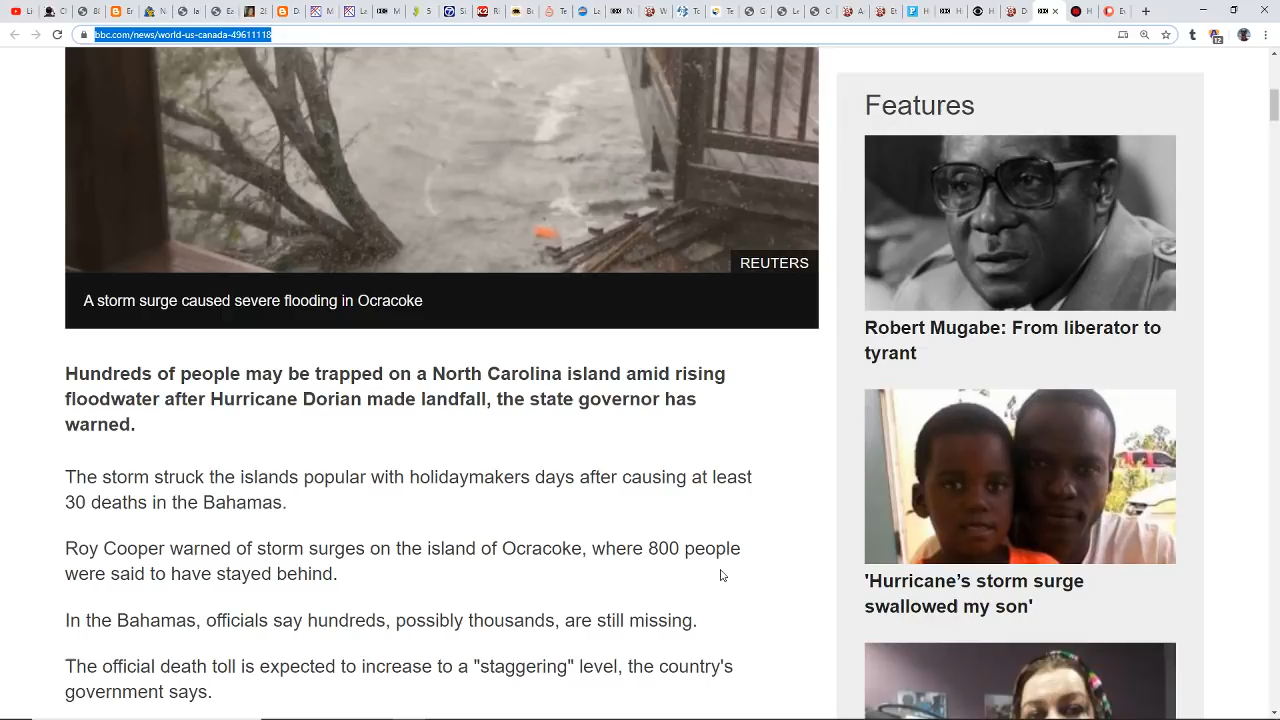 bbc.com/news/world-us-canada-49611118
12
REUTERS
A storm surge caused severe flooding in Ocracoke
Hundreds of people may be trapped on a North Carolina island amid rising
floodwater after Hurricane Dorian made landfall, the state governor has
warned.
The storm struck the islands popular with holidaymakers days after causing at least
30 deaths in the Bahamas.
Roy Cooper warned of storm surges on the island of Ocracoke, where 800 people
were said to have stayed behind.
In the Bahamas, officials say hundreds, possibly thousands, are still missing.
The official death toll is expected to increase to a "staggering" level, the country's
government says.
Features
Robert Mugabe: From liberator to
tyrant
'Hurricane’s storm surge
swallowed my son'